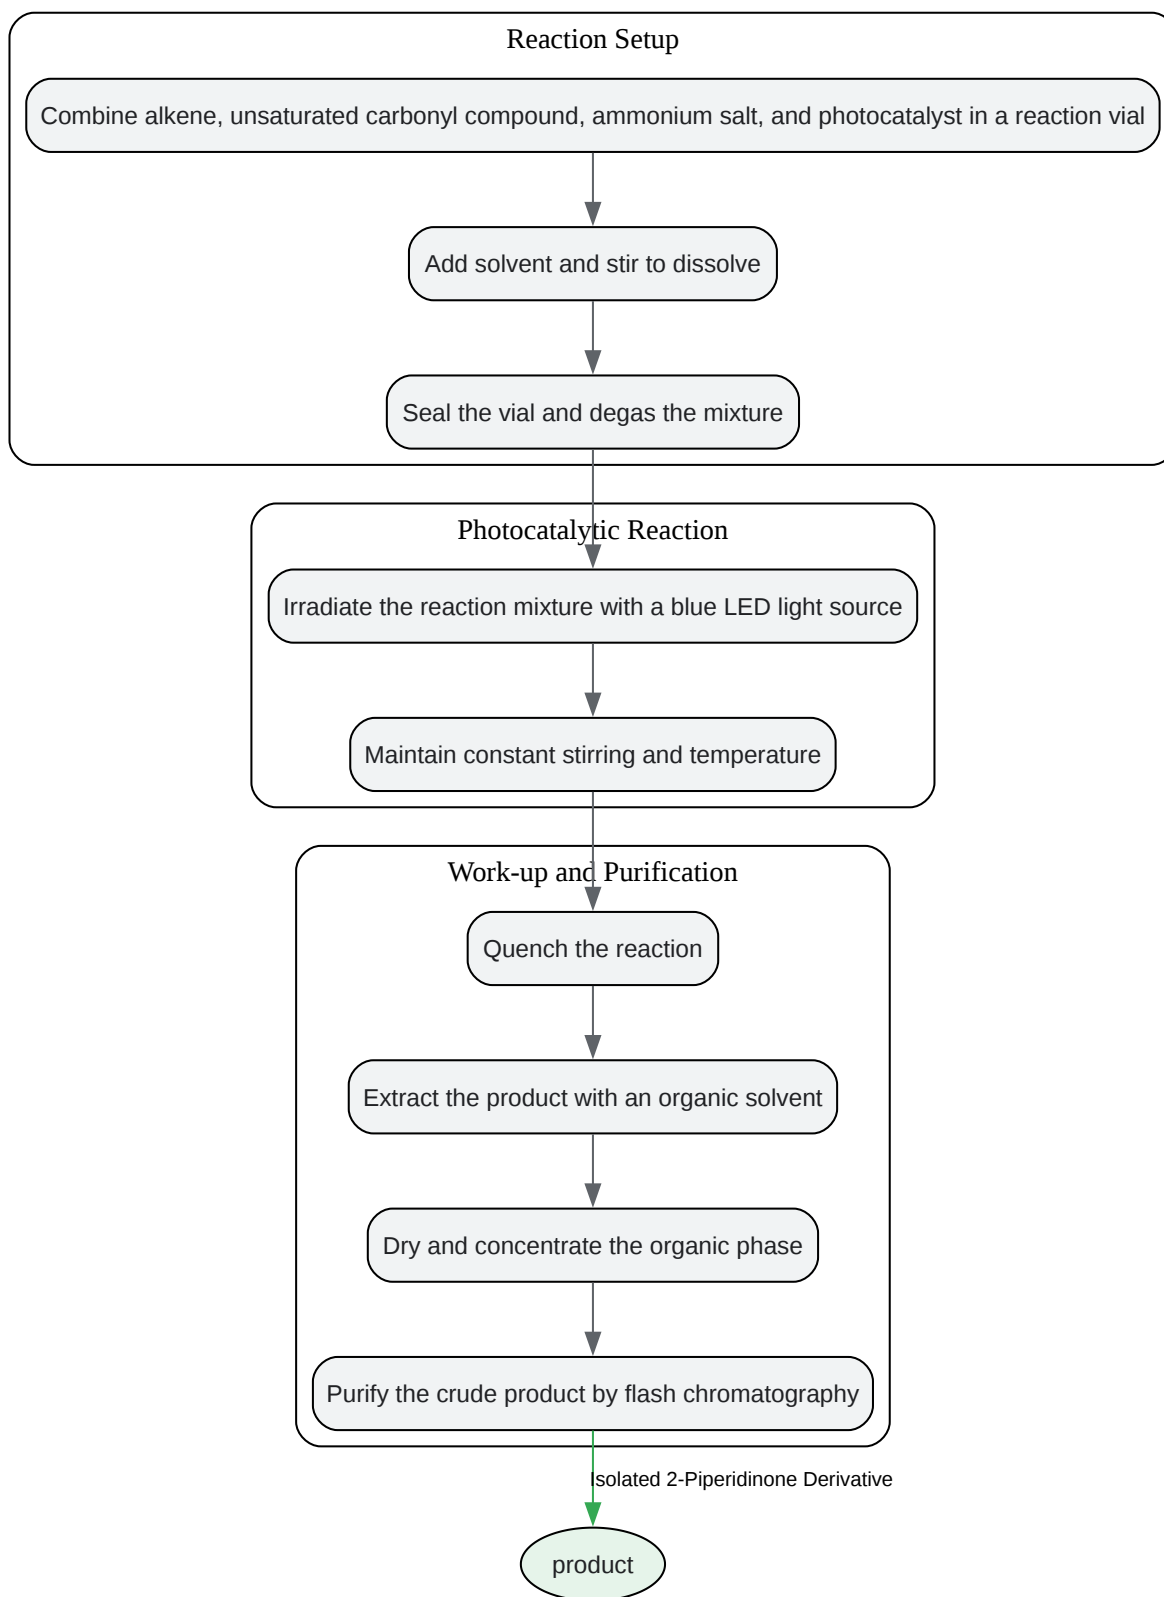 Reaction Setup
Combine alkene, unsaturated carbonyl compound, ammonium salt, and photocatalyst in a reaction vial
Add solvent and stir to dissolve
Seal the vial and degas the mixture
Photocatalytic Reaction
Irradiate the reaction mixture with a blue LED light source
Maintain constant stirring and temperature
Work-up and Purification
Quench the reaction
Extract the product with an organic solvent
Dry and concentrate the organic phase
Purify the crude product by flash chromatography
Isolated 2-Piperidinone Derivative
product